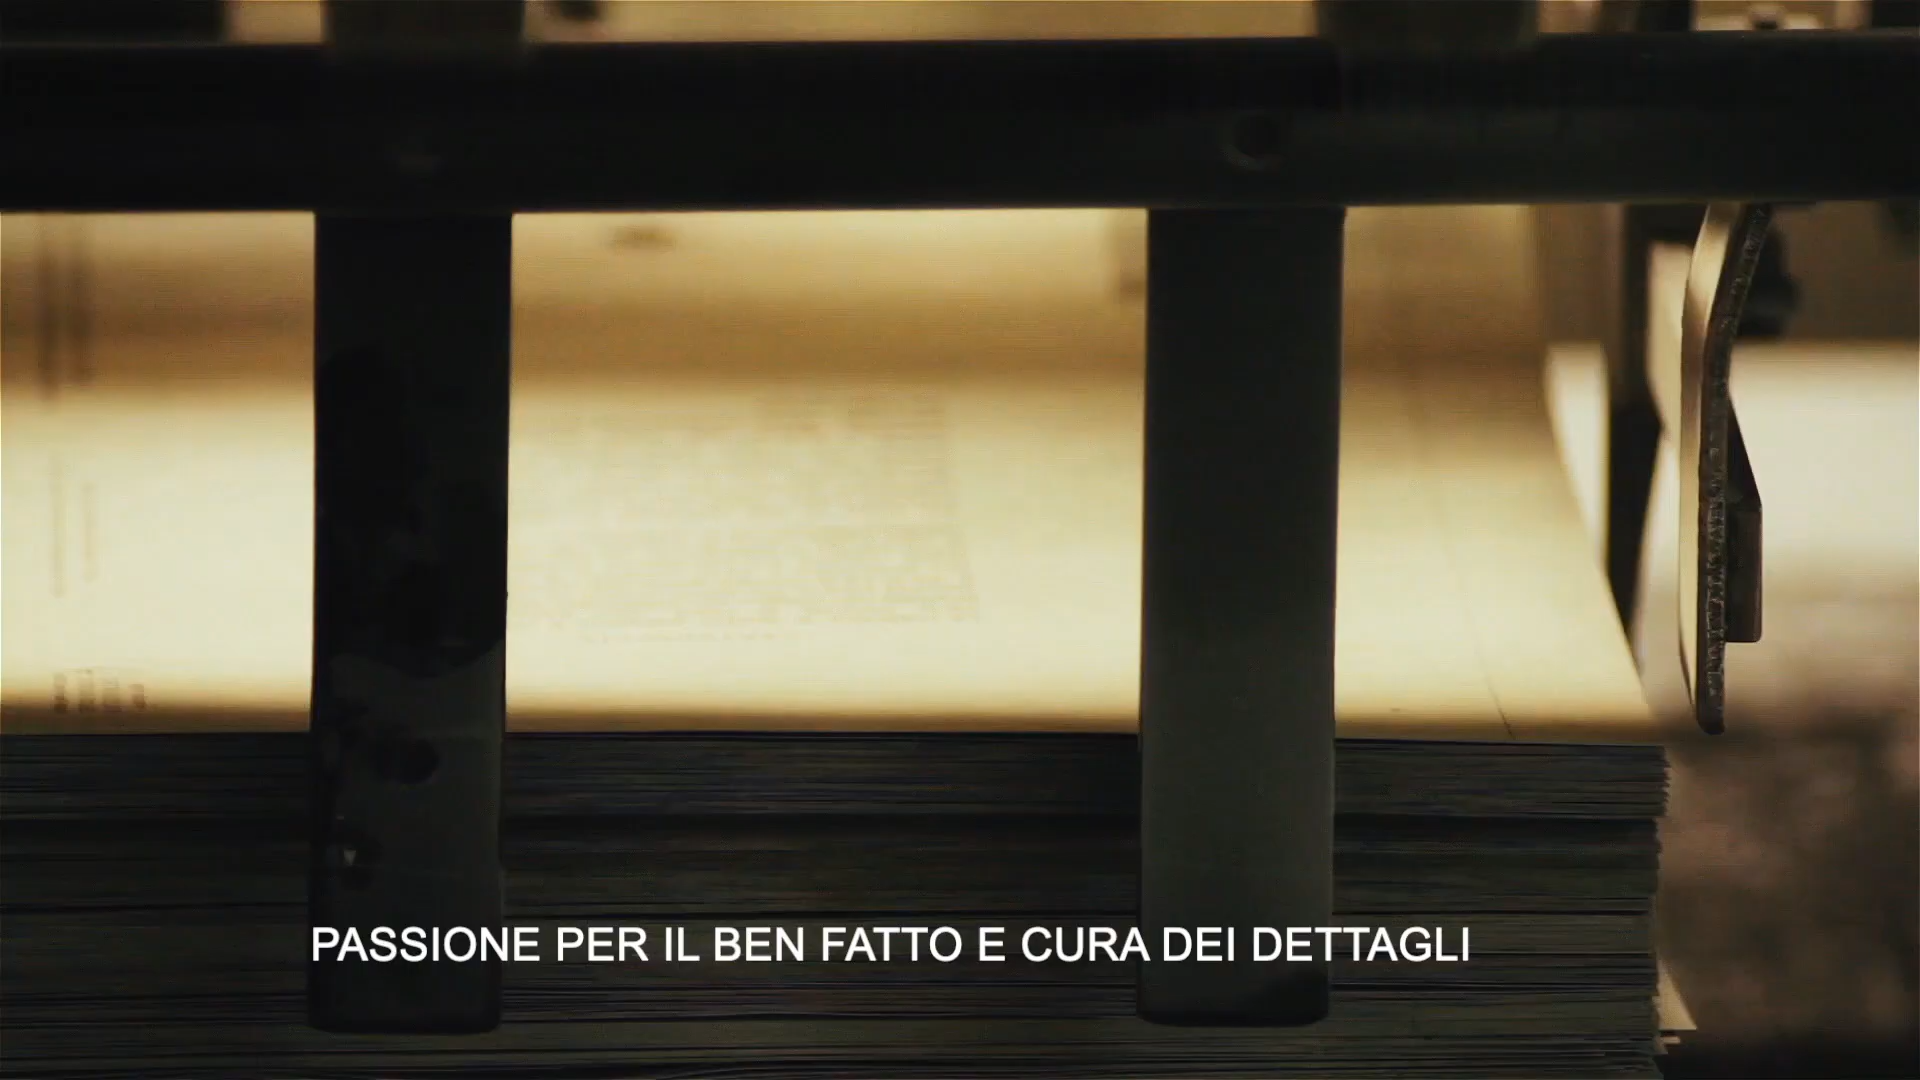 PASSIONE PER IL BEN FATTO E CURA DEI DETTAGLI